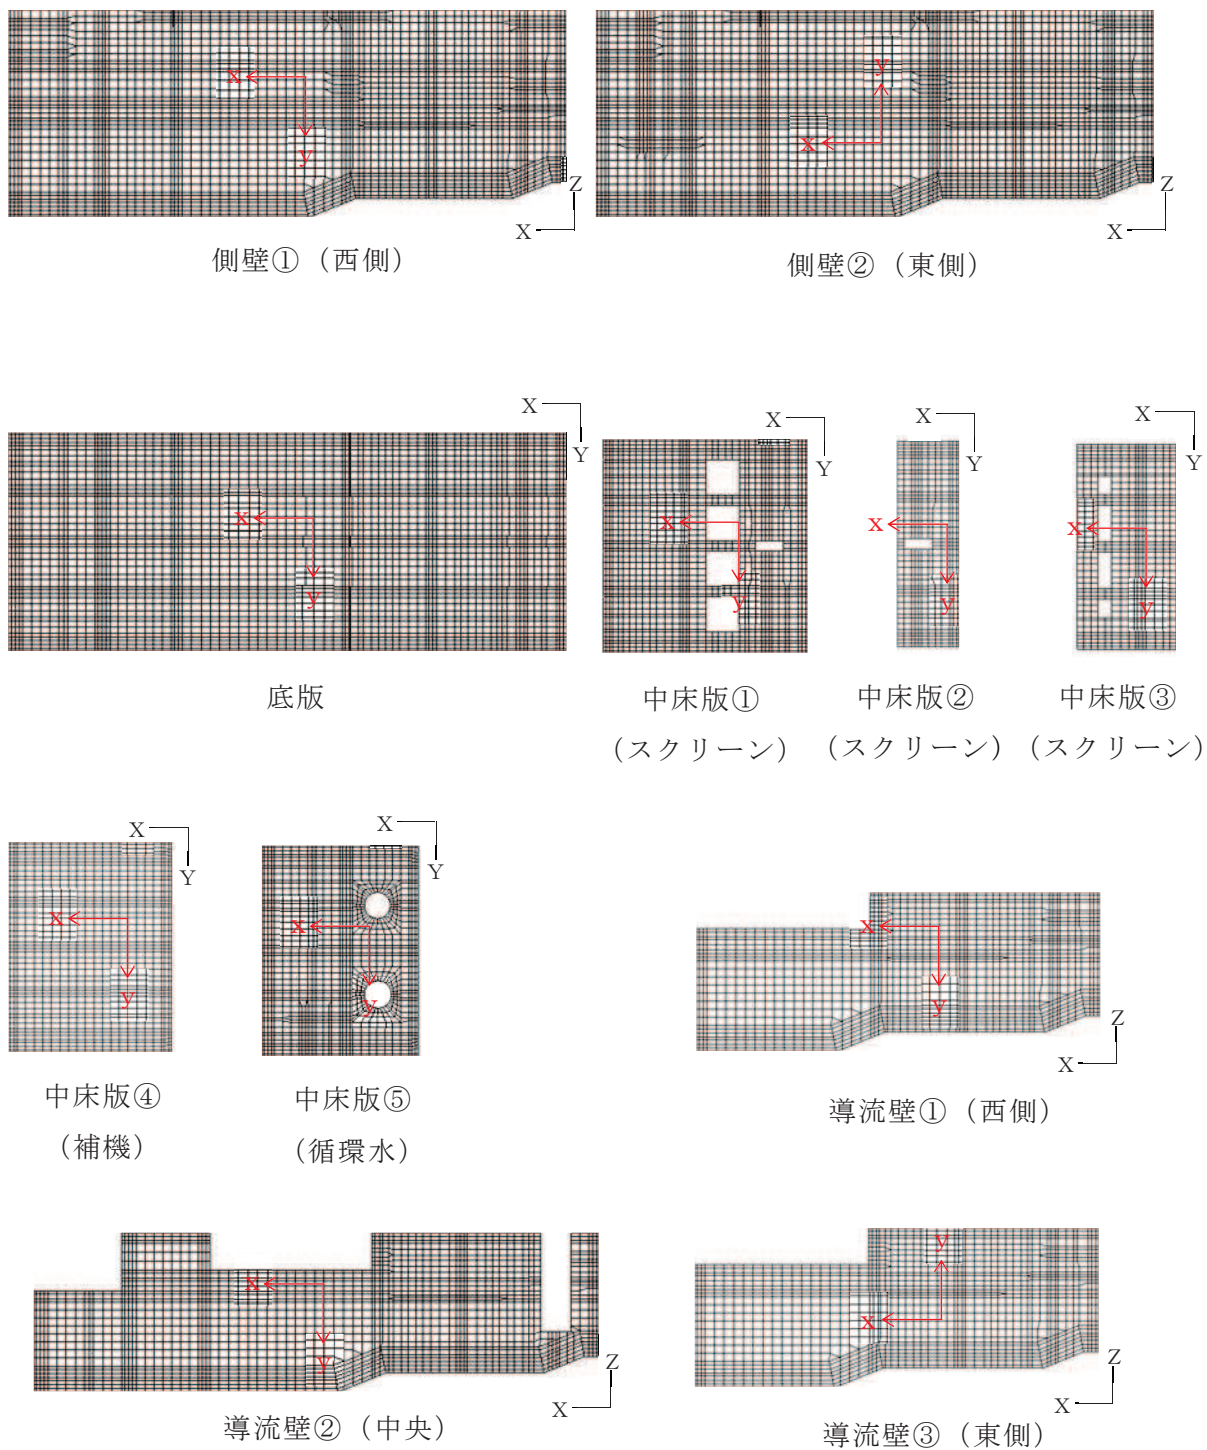 x
y
Z
X
側壁①（西側）
y
x
Z
X
側壁②（東側）
X
Y
x
y
底版
X
Y
x
y
中床版①
（スクリーン）
X
Y
x
y
中床版②
（スクリーン）
X
Y
x
y
中床版③
（スクリーン）
X
Y
x
y
中床版④
（補機）
X
Y
x
y
中床版⑤
（循環水）
x
y
Z
X
導流壁①（西側）
x
y
Z
X
導流壁②（中央）
y
x
Z
X
導流壁③（東側）